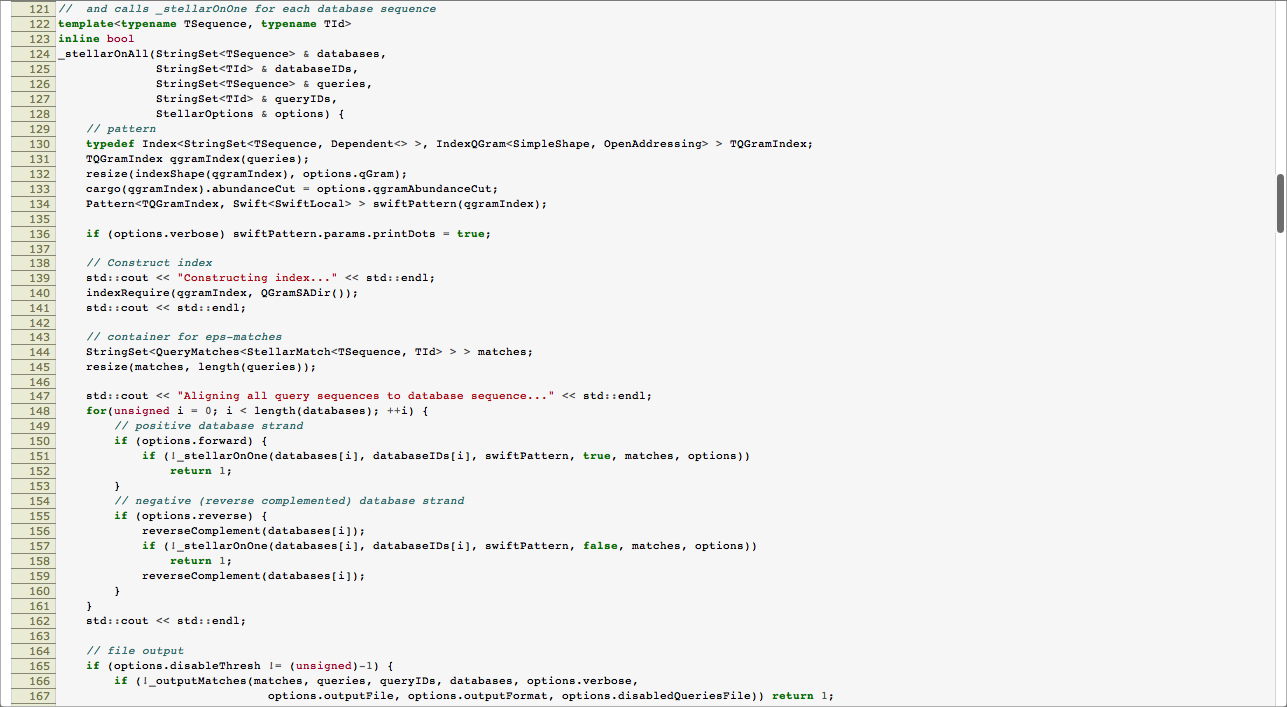 121 //  and calls _stellarOnOne for each database sequence
122 template<typename TSequence, typename TId>
123 inline bool
124 _stellarOnAll(StringSet<TSequence> & databases,
125               StringSet<TId> & databaseIDs,
126               StringSet<TSequence> & queries,
127               StringSet<TId> & queryIDs,
128               StellarOptions & options) {
129     // pattern
130     typedef Index<StringSet<TSequence, Dependent<> >, IndexQGram<SimpleShape, OpenAddressing> > TQGramIndex;
131     TQGramIndex qgramIndex(queries);
132     resize(indexShape(qgramIndex), options.qGram);
133     cargo(qgramIndex).abundanceCut = options.qgramAbundanceCut;
134     Pattern<TQGramIndex, Swift<SwiftLocal> > swiftPattern(qgramIndex);
135
136     if (options.verbose) swiftPattern.params.printDots = true;
137
138     // Construct index
139     std::cout << "Constructing index..." << std::endl;
140     indexRequire(qgramIndex, QGramSADir());
141     std::cout << std::endl;
142
143     // container for eps-matches
144     StringSet<QueryMatches<StellarMatch<TSequence, TId> > > matches;
145     resize(matches, length(queries));
146
147     std::cout << "Aligning all query sequences to database sequence..." << std::endl;
148     for(unsigned i = 0; i < length(databases); ++i) {
149         // positive database strand
150         if (options.forward) {
151             if (!_stellarOnOne(databases[i], databaseIDs[i], swiftPattern, true, matches, options))
152                 return 1;
153         }
154         // negative (reverse complemented) database strand
155         if (options.reverse) {
156             reverseComplement(databases[i]);
157             if (!_stellarOnOne(databases[i], databaseIDs[i], swiftPattern, false, matches, options))
158                 return 1;
159             reverseComplement(databases[i]);
160         }
161     }
162     std::cout << std::endl;
163
164     // file output
165     if (options.disableThresh != (unsigned)-1) {
166         if (!_outputMatches(matches, queries, queryIDs, databases, options.verbose,
167                               options.outputFile, options.outputFormat, options.disabledQueriesFile)) return 1;